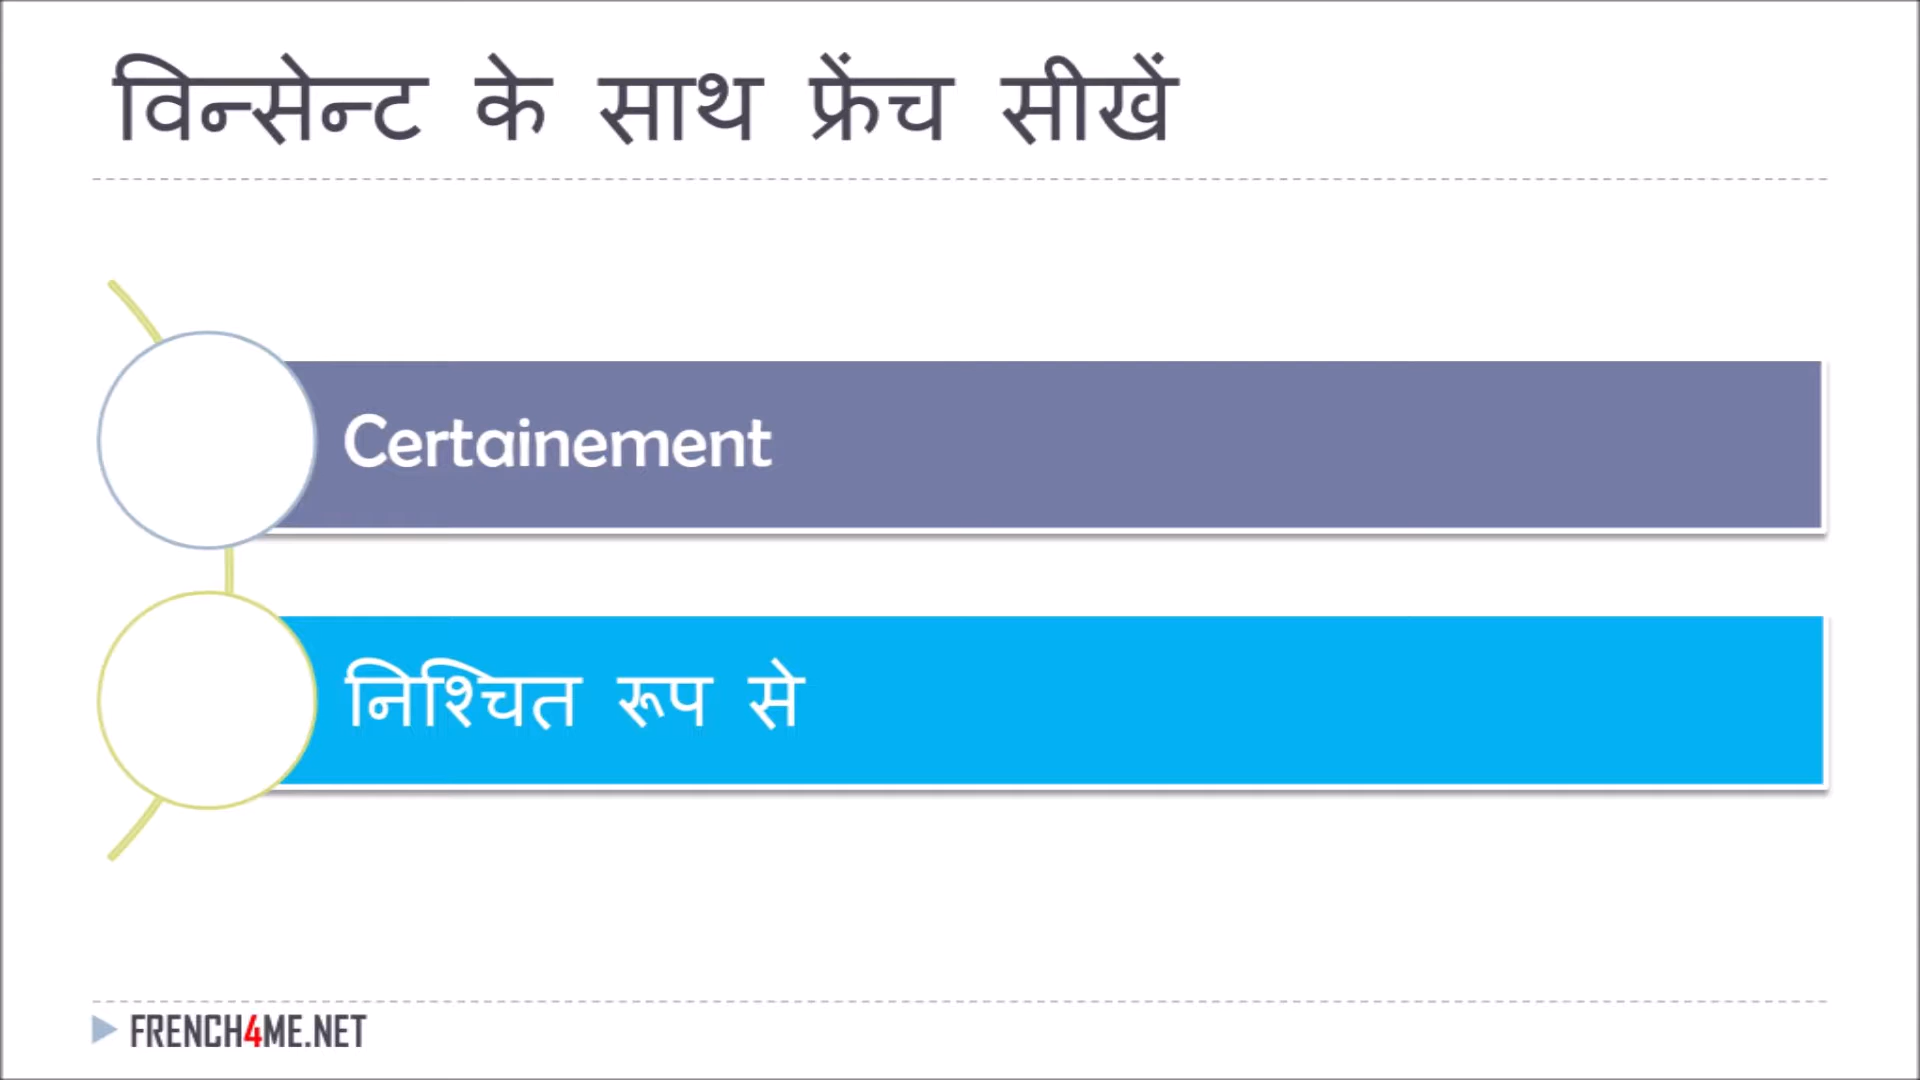 विन्सेन्ट के साथ फ्रेंच सीखें
Certainement
निश्चित रूप से
FRENCH4ME.NET